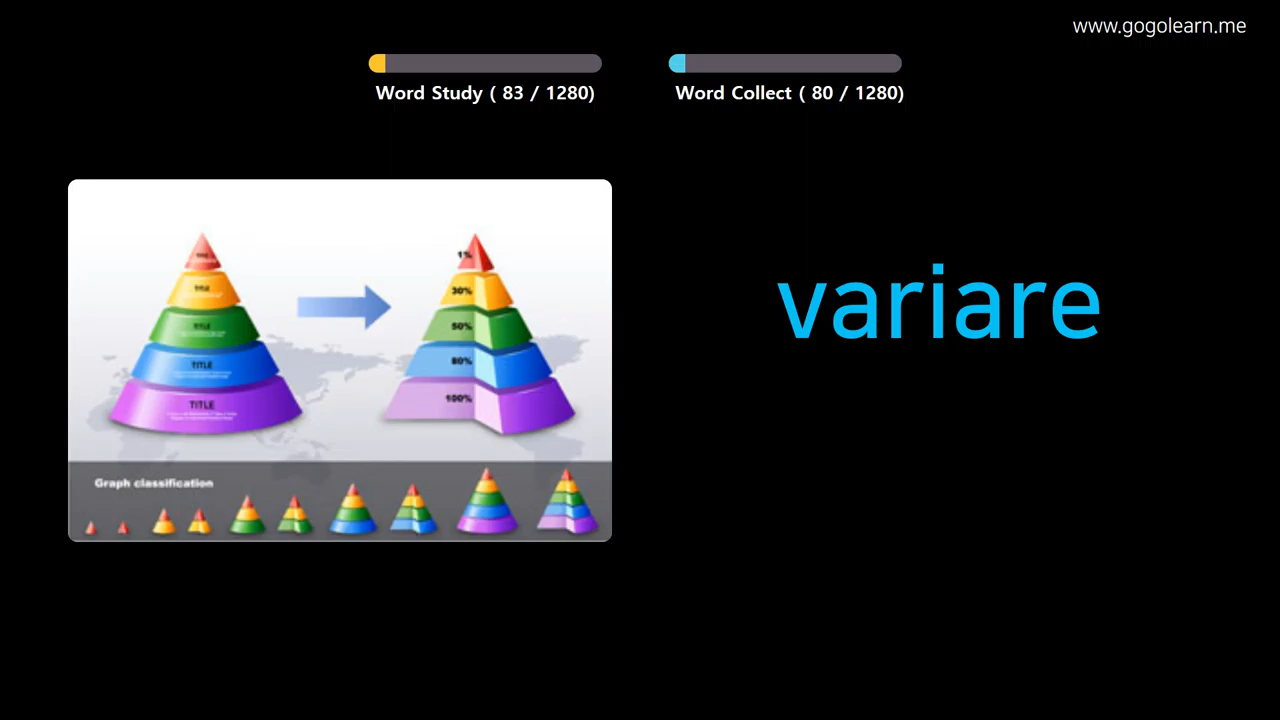 www.gogolearn.me
Word Study ( 83 / 1280)
Word Collect ( 80 / 1280)
variare
TITLE
TITLE
TITLE
TITLE
1%
30%
50%
80%
100%
Graph classification